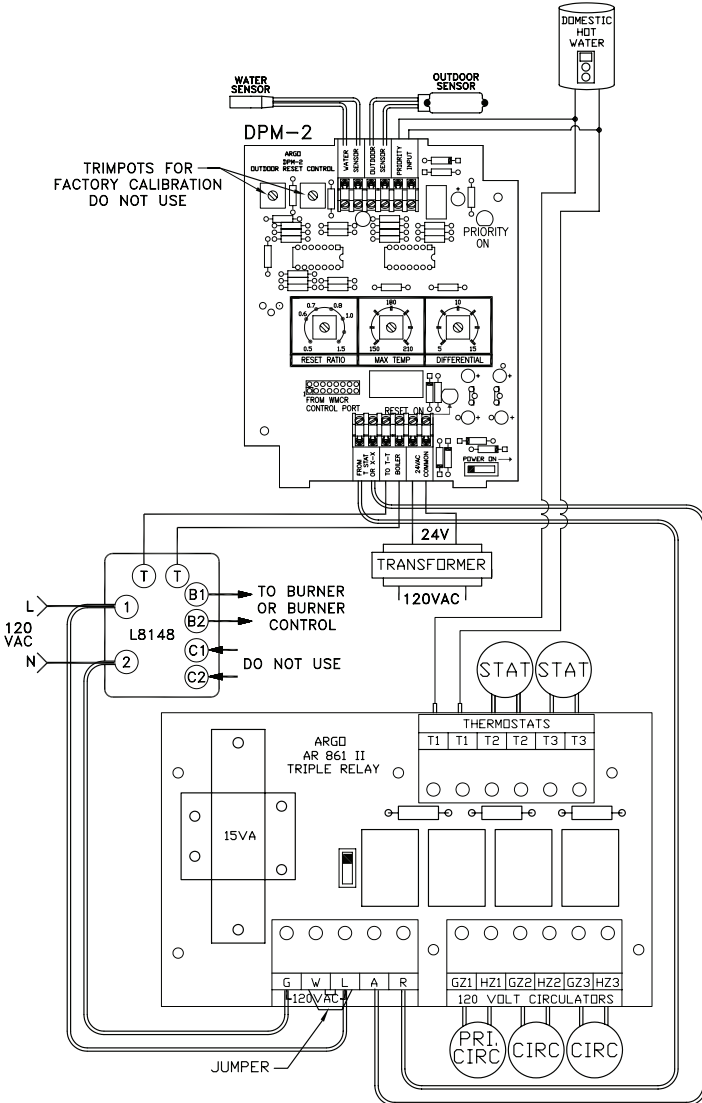 DOMESTIC
HOT
WATER
WATER
SENSOR
OUTDOOR
SENSOR
DPM-2
ARGO
DPM-2
OUTDOOR RESET CONTROL
WATER
SENSOR
OUTDOOR
SENSOR
PRIORITY
INPUT
TRIMPOTS FOR
FACTORY CALIBRATION
DO NOT USE
PRIORITY
ON
0.5
0.6
0.7
0.8
1.0
1.5
RESET RATIO
150
180
210
MAX TEMP
5
10
15
DIFFERENTIAL
1
FROM WMCR
CONTROL PORT
RESET ON
FROM
T STAT
OR X-X
TO T-T
BOILER
24VAC
COMMON
POWER ON
24V
TRANSFORMER
120VAC
T T
L
120
VAC
N
1
2
L8148
B1
B2
C1
C2
TO BURNER
OR BURNER
CONTROL
DO NOT USE
STAT STAT
THERMOSTATS
T1 T1 T2 T2 T3 T3
ARGO
AR 861 II
TRIPLE RELAY
15VA
G W L A R
120VAC
GZ1 HZ1 GZ2 HZ2 GZ3 HZ3
120 VOLT CIRCULATORS
PRI.
CIRC
CIRC
CIRC
JUMPER